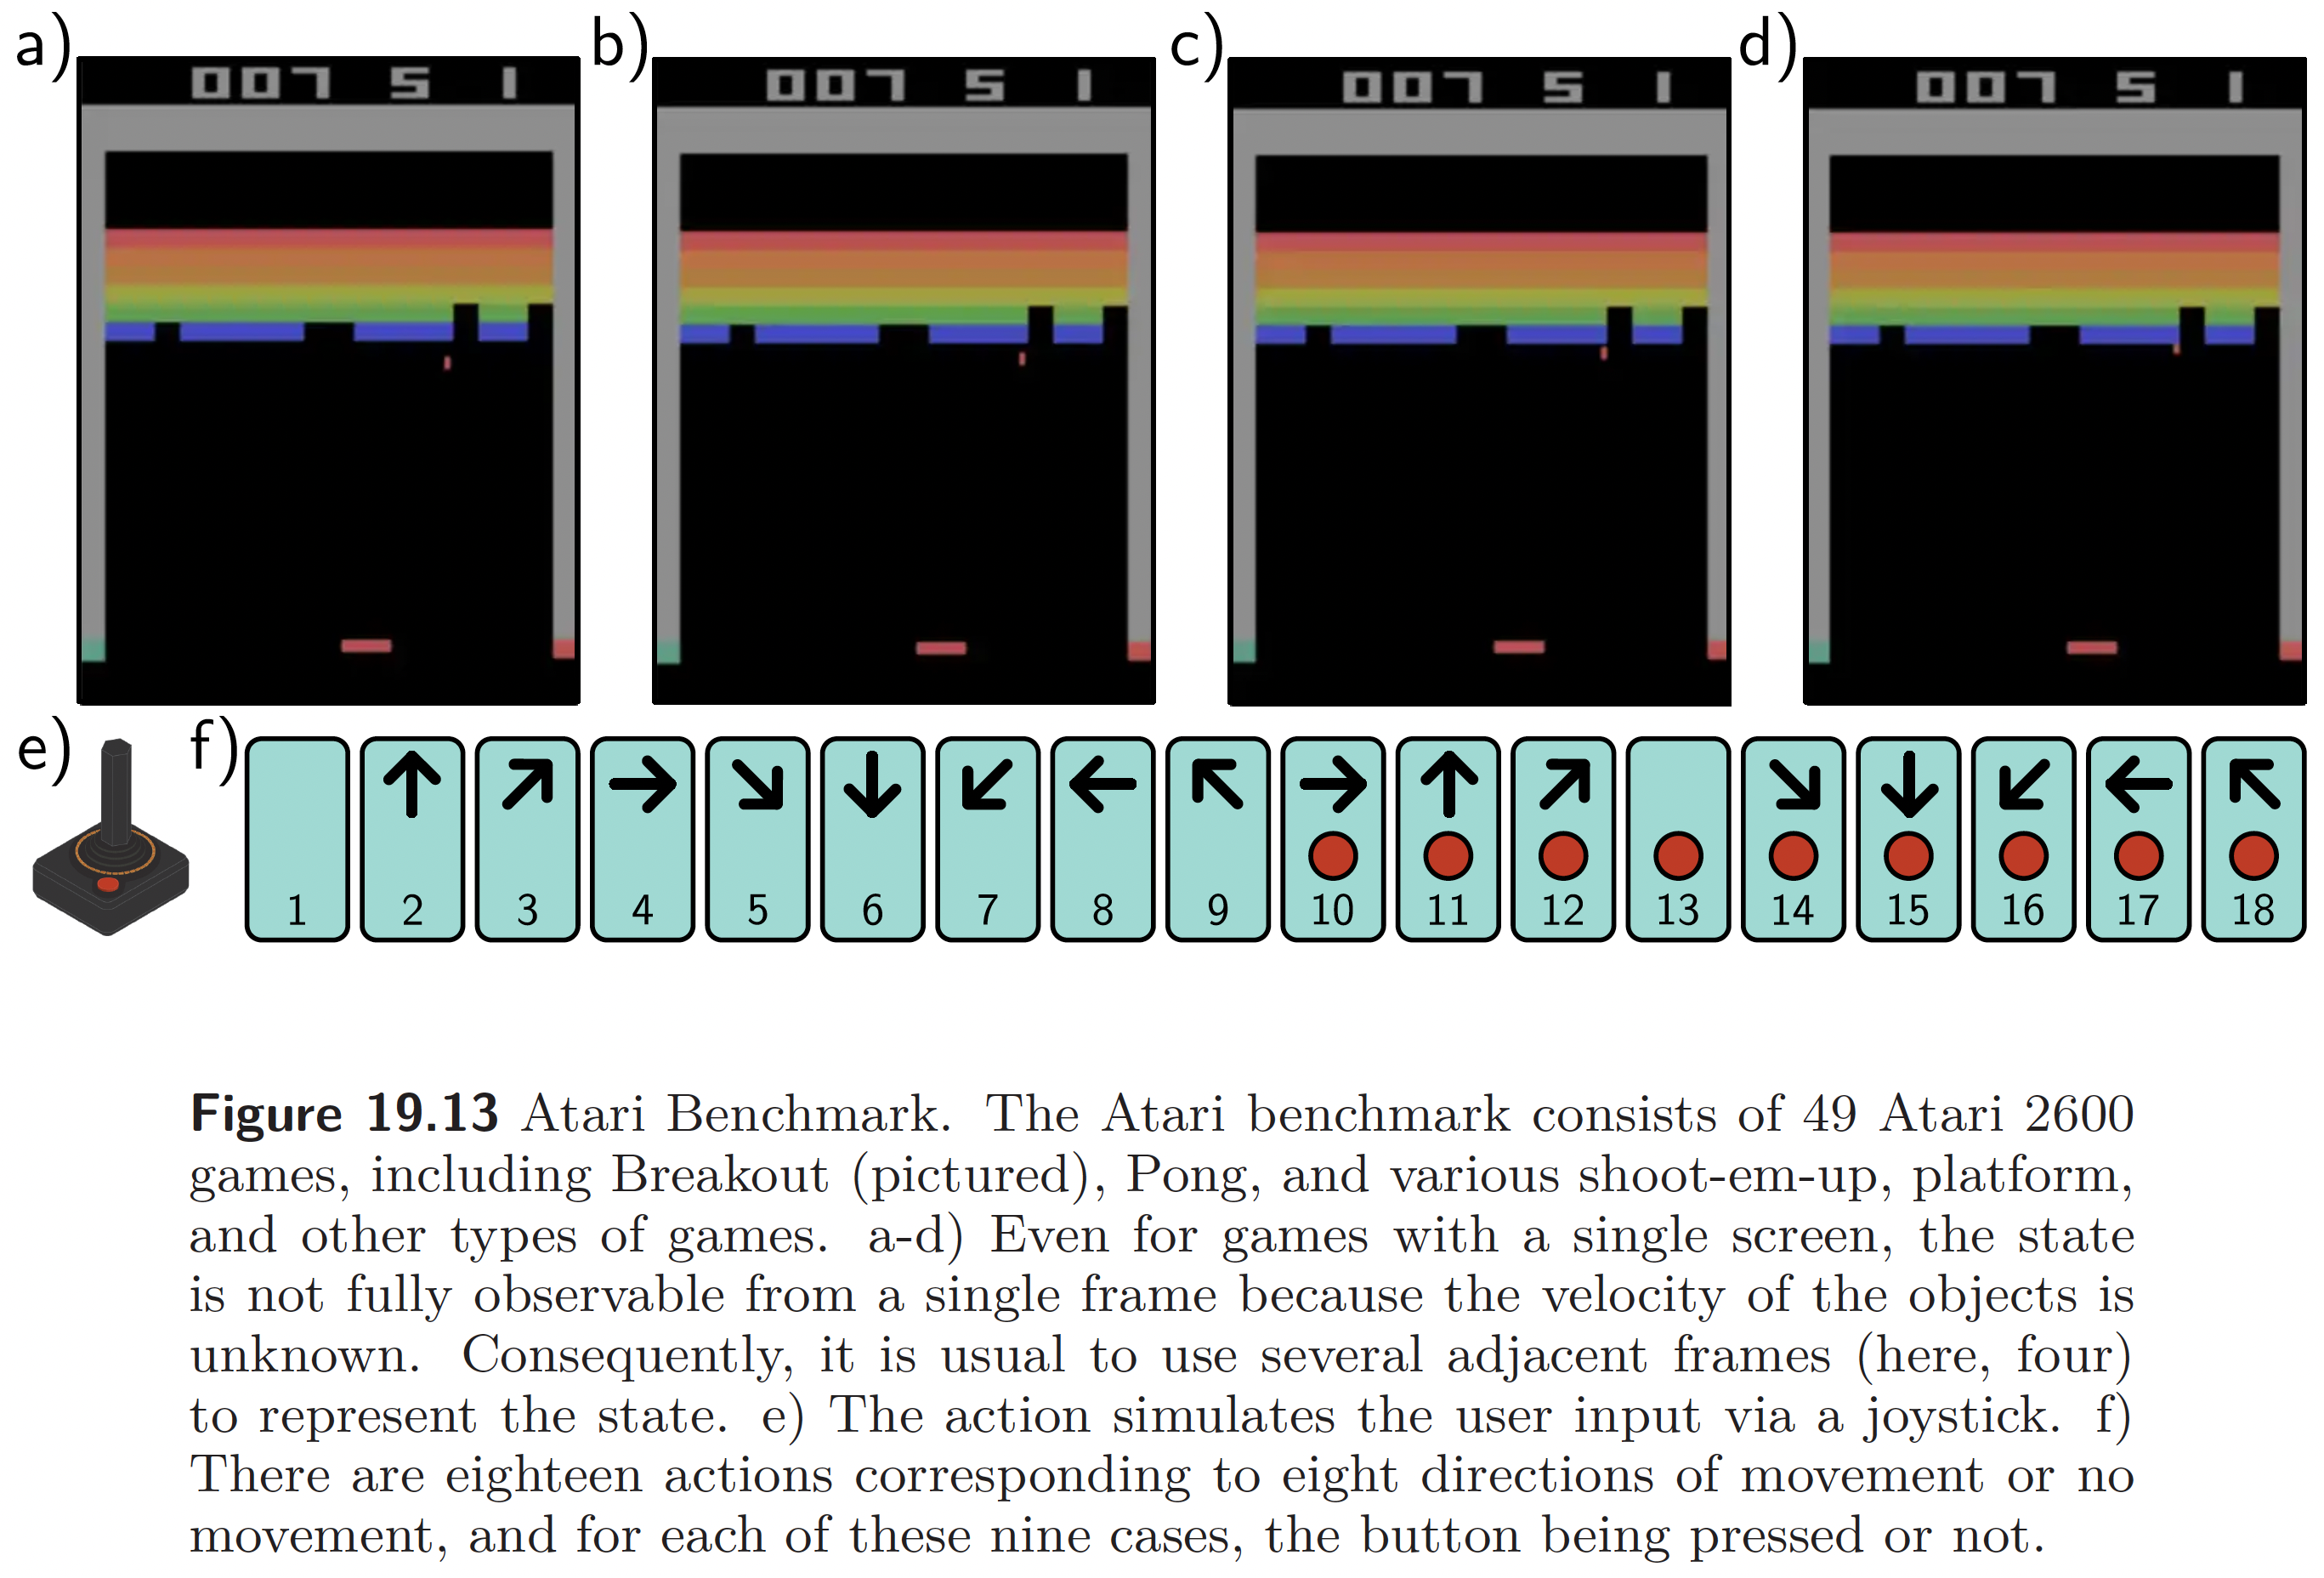 a) b) c) d)
007 5 1 007 5 1 007 5 1 007 5 1
e) f)
1 2 3 4 5 6 7 8 9 10 11 12 13 14 15 16 17 18
Figure 19.13 Atari Benchmark. The Atari benchmark consists of 49 Atari 2600
games, including Breakout (pictured), Pong, and various shoot-em-up, platform,
and other types of games. a-d) Even for games with a single screen, the state
is not fully observable from a single frame because the velocity of the objects is
unknown. Consequently, it is usual to use several adjacent frames (here, four)
to represent the state. e) The action simulates the user input via a joystick. f)
There are eighteen actions corresponding to eight directions of movement or no
movement, and for each of these nine cases, the button being pressed or not.